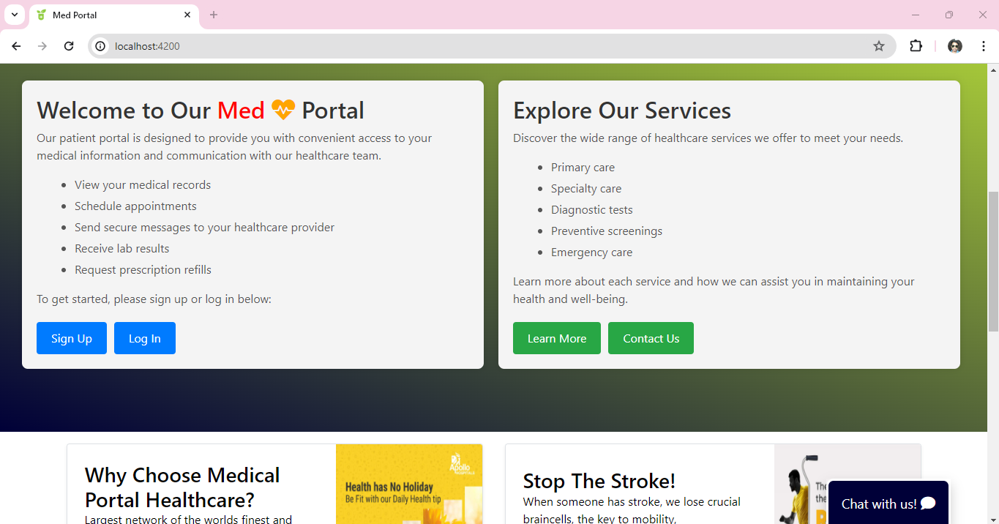 Med Portal
localhost:4200
Welcome to Our Med Portal
Our patient portal is designed to provide you with convenient access to your
medical information and communication with our healthcare team.
View your medical records
Schedule appointments
Send secure messages to your healthcare provider
Receive lab results
Request prescription refills
To get started, please sign up or log in below:
Sign Up
Log In
Explore Our Services
Discover the wide range of healthcare services we offer to meet your needs.
Primary care
Specialty care
Diagnostic tests
Preventive screenings
Emergency care
Learn more about each service and how we can assist you in maintaining your
health and well-being.
Learn More
Contact Us
Why Choose Medical
Portal Healthcare?
Largest network of the worlds finest and
Apollo
HOSPITALS
Health has No Holiday
Be Fit with our Daily Health tip
Stop The Stroke!
When someone has stroke, we lose crucial
braincells, the key to mobility,
Chat with us!